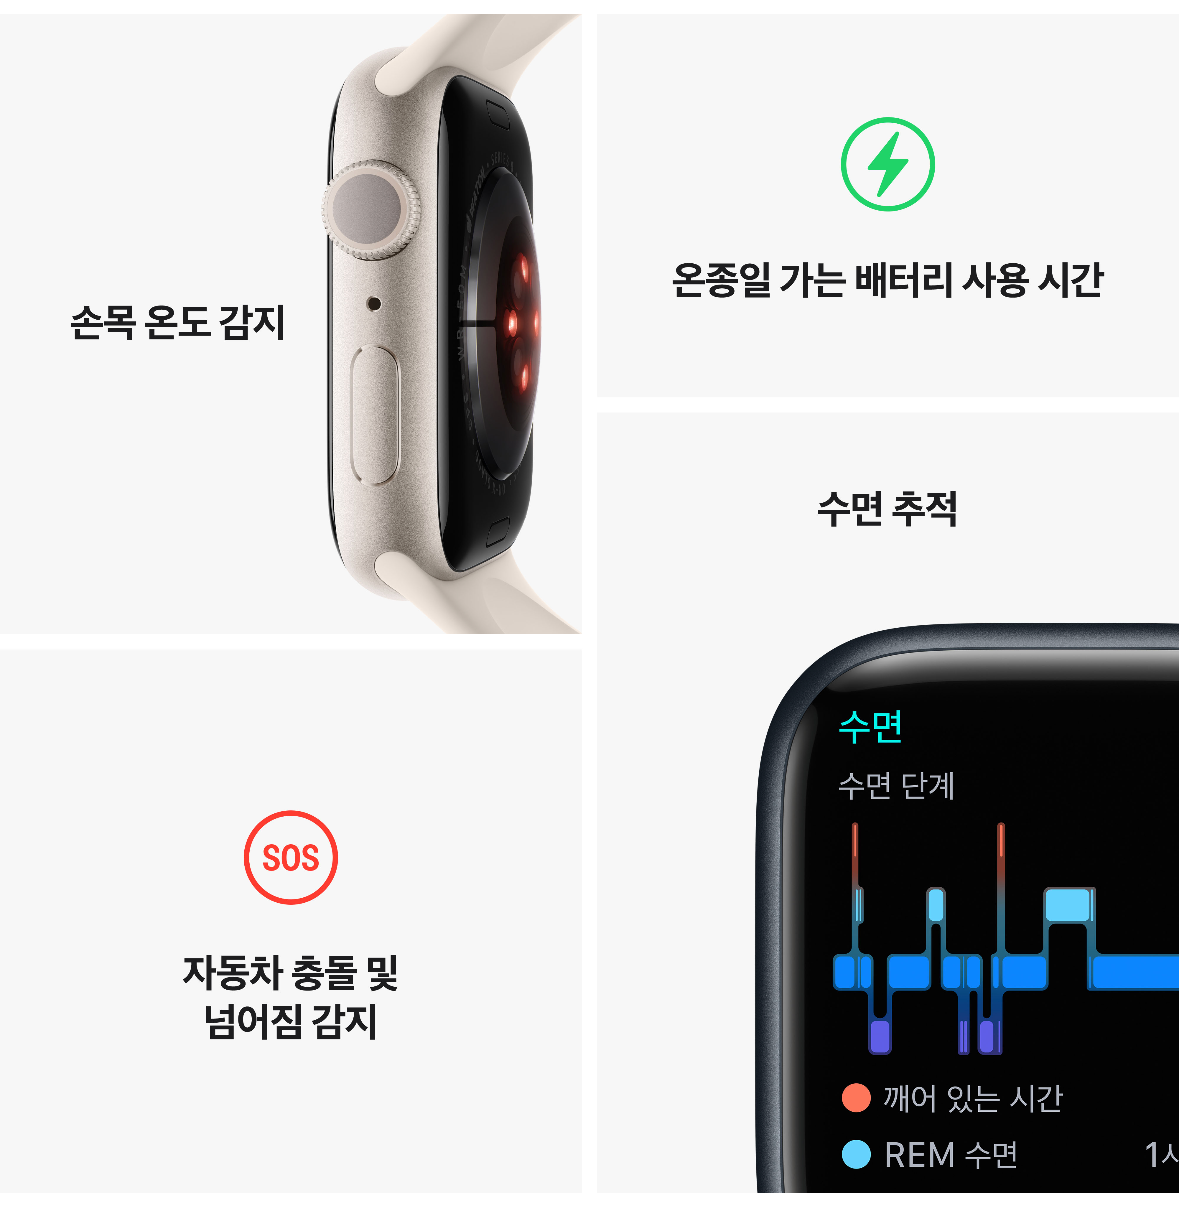 손목 온도 감지
온종일 가는 배터리 사용 시간
수면 추적
수면
수면 단계
깨어 있는 시간
REM 수면
SOS
자동차 충돌 및
넘어짐 감지